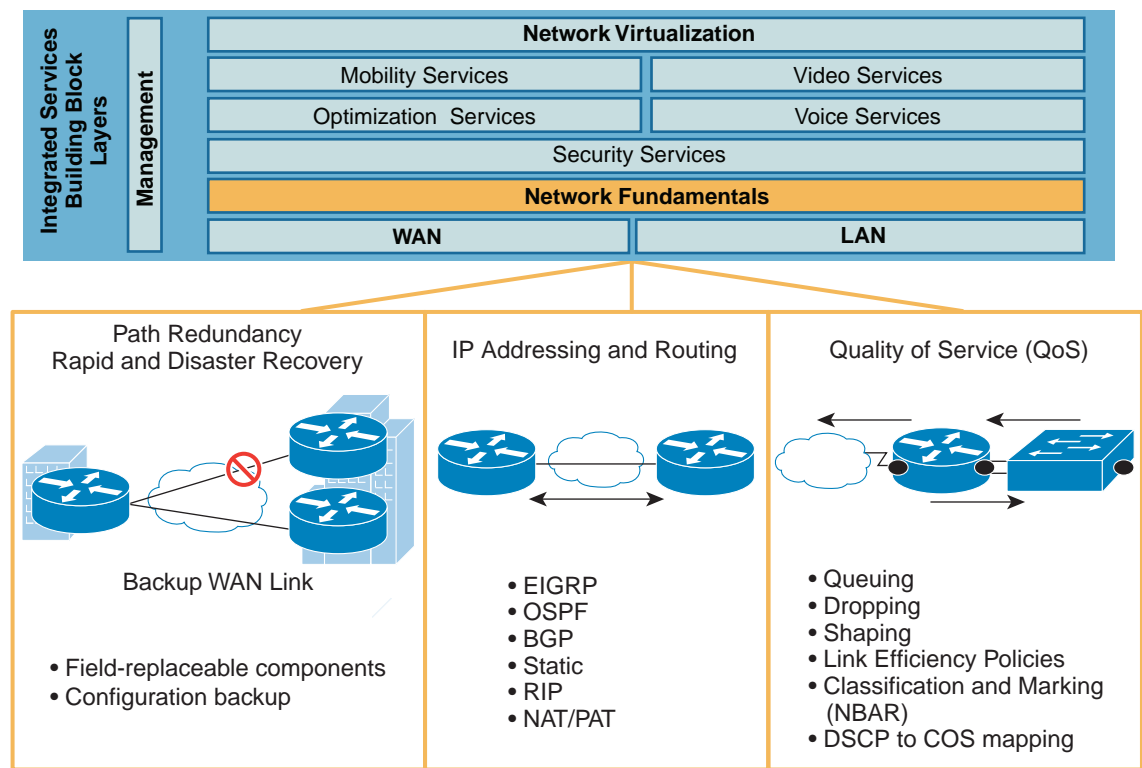 Integrated Services
Building Block
Layers
Management
Network Virtualization
Mobility Services
Video Services
Optimization Services
Voice Services
Security Services
Network Fundamentals
WAN
LAN
Path Redundancy
Rapid and Disaster Recovery
Backup WAN Link
• Field-replaceable components
• Configuration backup
IP Addressing and Routing
• EIGRP
• OSPF
• BGP
• Static
• RIP
• NAT/PAT
Quality of Service (QoS)
• Queuing
• Dropping
• Shaping
• Link Efficiency Policies
• Classification and Marking
(NBAR)
• DSCP to COS mapping